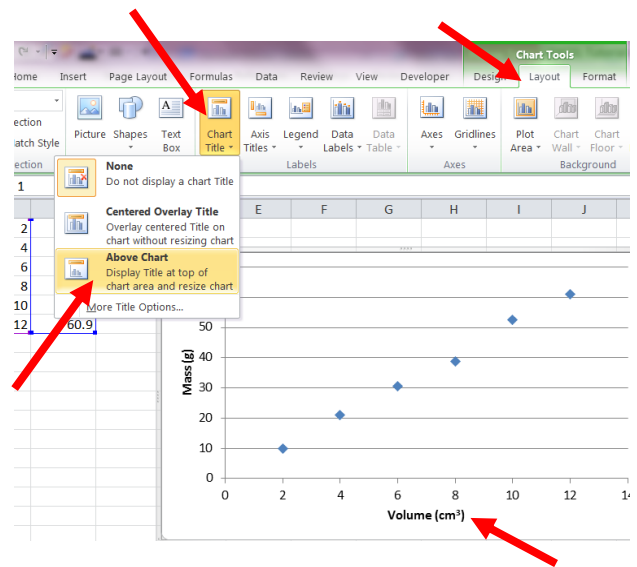 Chart Tools
Home Insert Page Layout Formulas Data Review View Developer Design Layout Format
Picture Shapes Text Box Chart Title Axis Titles Legend Data Labels Data Table Axes Gridlines Plot Area Chart Wall Chart Floor
ection
atch Style
ection Labels Axes Background
1
None
Do not display a chart Title
Centered Overlay Title
Overlay centered Title on
chart without resizing chart
Above Chart
Display Title at top of
chart area and resize chart
More Title Options...
E F G H I J
2
4
6
8
10
12 60.9
50
40
30
20
10
0
Mass (g)
0 2 4 6 8 10 12 14
Volume (cm³)